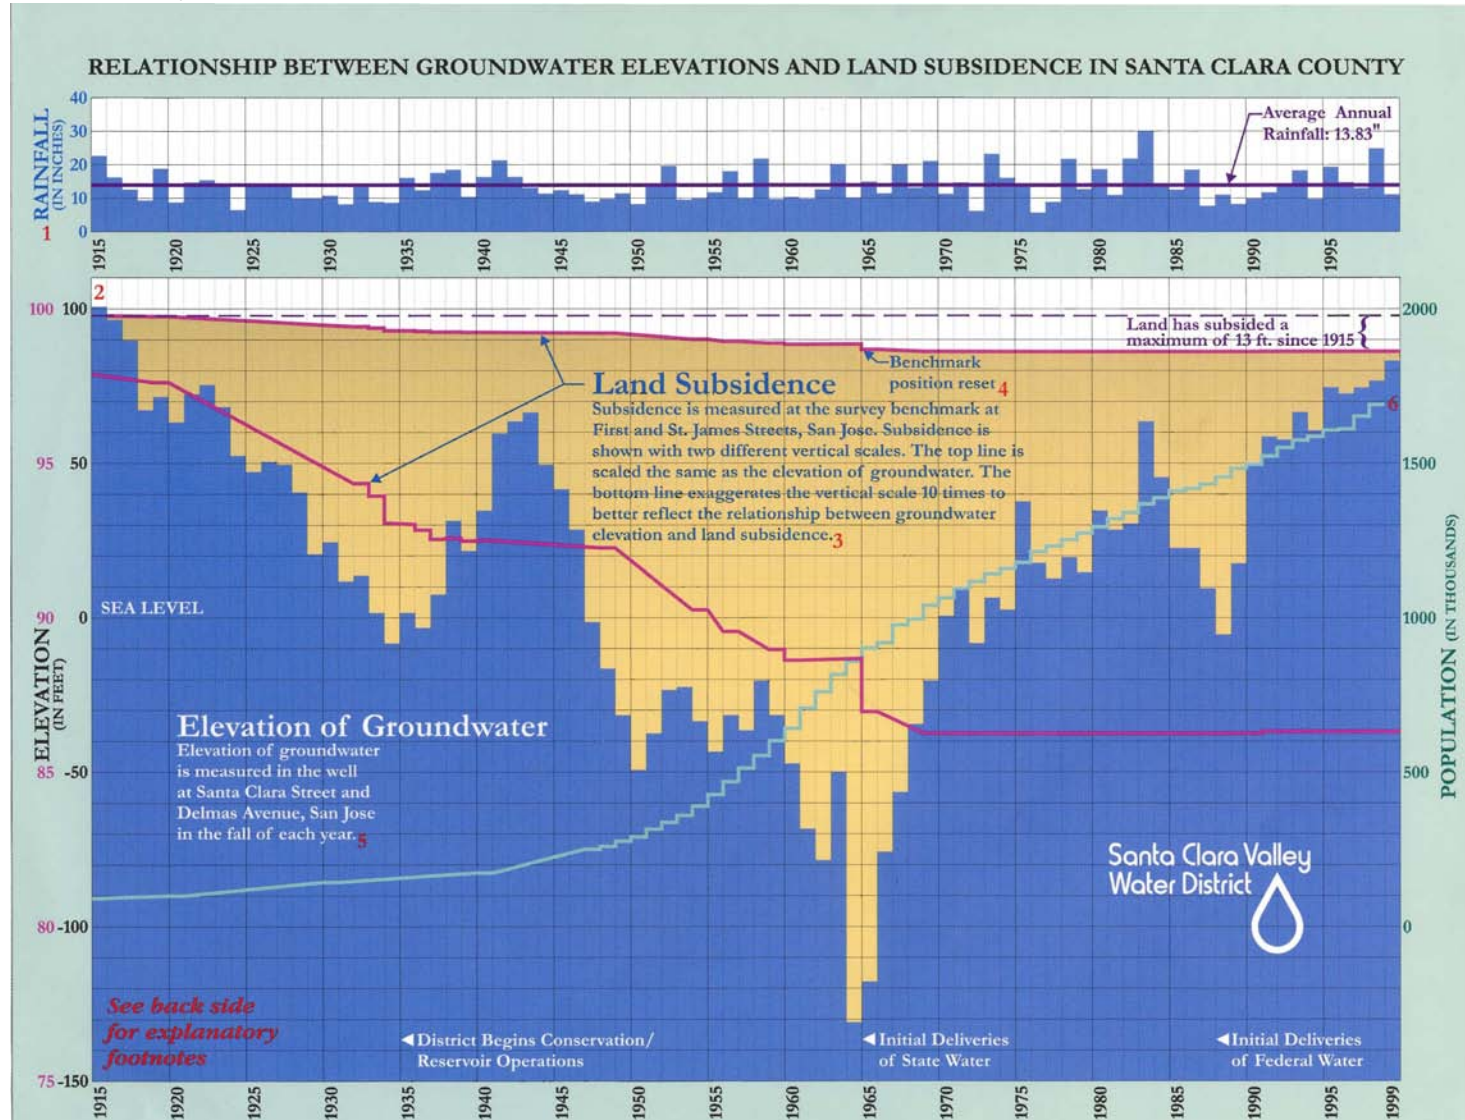 RELATIONSHIP BETWEEN GROUNDWATER ELEVATIONS AND LAND SUBSIDENCE IN SANTA CLARA COUNTY
RAINFALL
(IN INCHES)
1
40
30
20
10
0
Average Annual
Rainfall: 13.83"
1915
1920
1925
1930
1935
1940
1945
1950
1955
1960
1965
1970
1975
1980
1985
1990
1995
2
100 100
95 50
90 0
85 -50
80 -100
75 -150
ELEVATION
(IN FEET)
2000
1500
1000
500
0
POPULATION (IN THOUSANDS)
Land has subsided a
maximum of 13 ft. since 1915
{
Benchmark
position reset 4
Land Subsidence
Subsidence is measured at the survey benchmark at
First and St. James Streets, San Jose. Subsidence is
shown with two different vertical scales. The top line is
scaled the same as the elevation of groundwater. The
bottom line exaggerates the vertical scale 10 times to
better reflect the relationship between groundwater
elevation and land subsidence.3
6
SEA LEVEL
Elevation of Groundwater
Elevation of groundwater
is measured in the well
at Santa Clara Street and
Delmas Avenue, San Jose
in the fall of each year.5
Santa Clara Valley
Water District
See back side
for explanatory
footnotes
◄District Begins Conservation/
Reservoir Operations
◄Initial Deliveries
of State Water
◄Initial Deliveries
of Federal Water
1915
1920
1925
1930
1935
1940
1945
1950
1955
1960
1965
1970
1975
1980
1985
1990
1995
1999